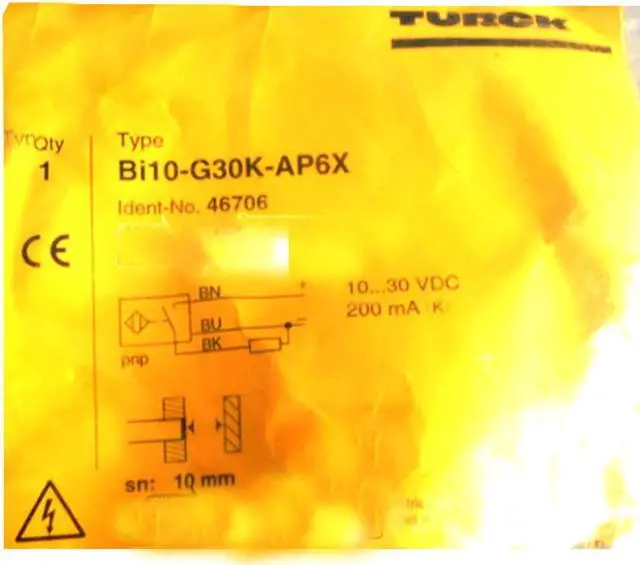 TURCK
Qty
1
Type
Bi10-G30K-AP6X
Ident-No. 46706
CE
BN
+
10...30 VDC
200 mA (K)
BU
−
BK
pnp
sn: 10 mm